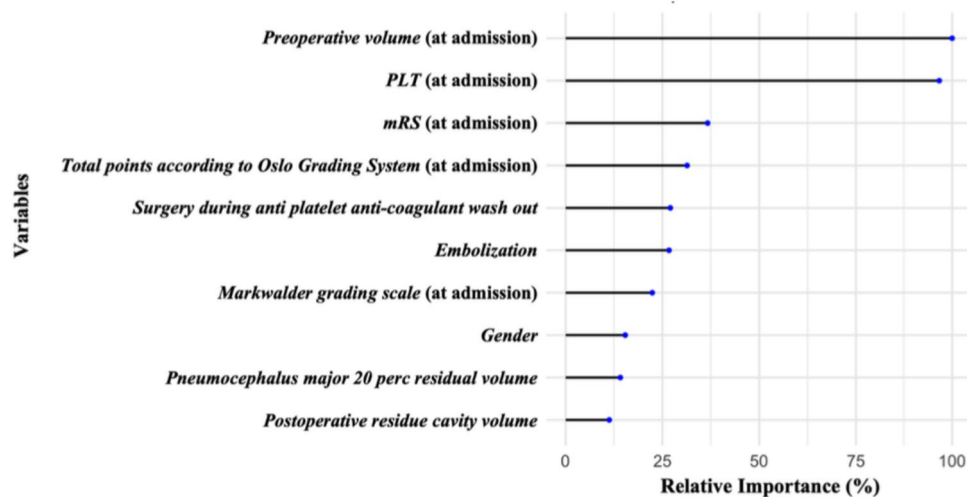 Preoperative volume (at admission)
PLT (at admission)
mRS (at admission)
Total points according to Oslo Grading System (at admission)
Surgery during anti platelet anti-coagulant wash out
Embolization
Markwalder grading scale (at admission)
Gender
Pneumocephalus major 20 perc residual volume
Postoperative residue cavity volume
Variables
0 25 50 75 100
Relative Importance (%)